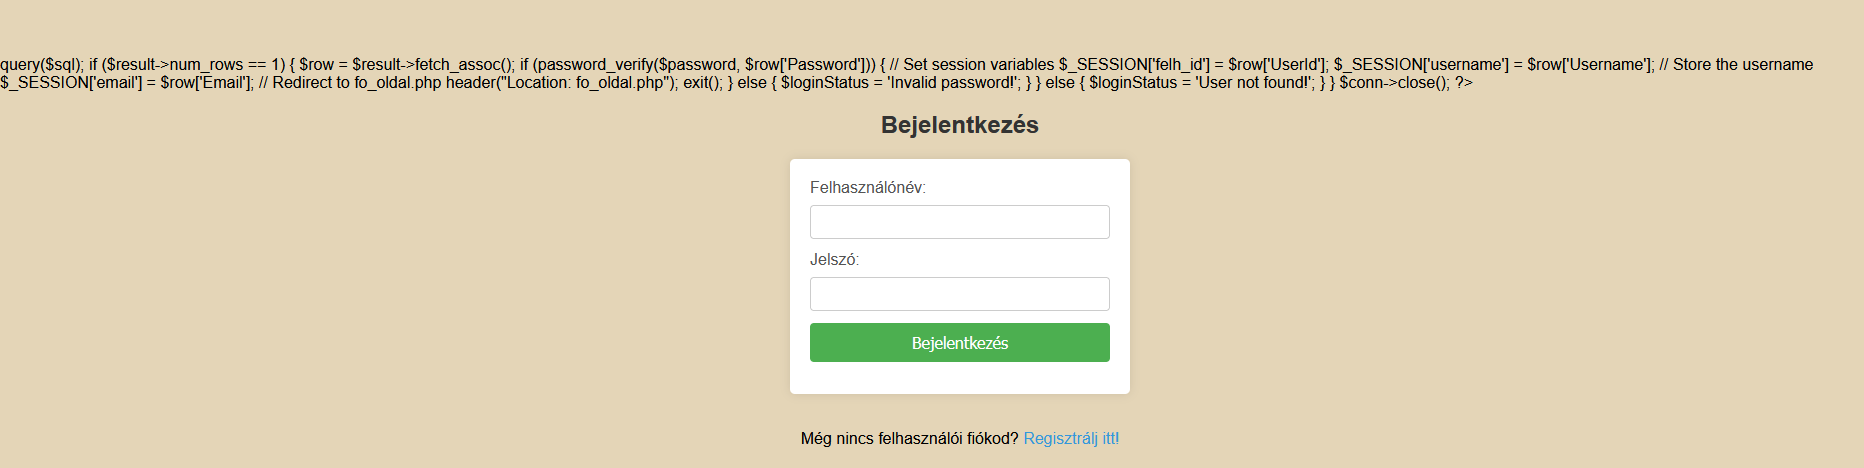 query($sql); if ($result->num_rows == 1) { $row = $result->fetch_assoc(); if (password_verify($password, $row['Password'])) { // Set session variables $_SESSION['felh_id'] = $row['UserId']; $_SESSION['username'] = $row['Username']; // Store the username
$_SESSION['email'] = $row['Email']; // Redirect to fo_oldal.php header("Location: fo_oldal.php"); exit(); } else { $loginStatus = 'Invalid password!'; } } else { $loginStatus = 'User not found!'; } } $conn->close(); ?>
Bejelentkezés
Felhasználónév:
Jelszó:
Bejelentkezés
Még nincs felhasználói fiókod? Regisztrálj itt!